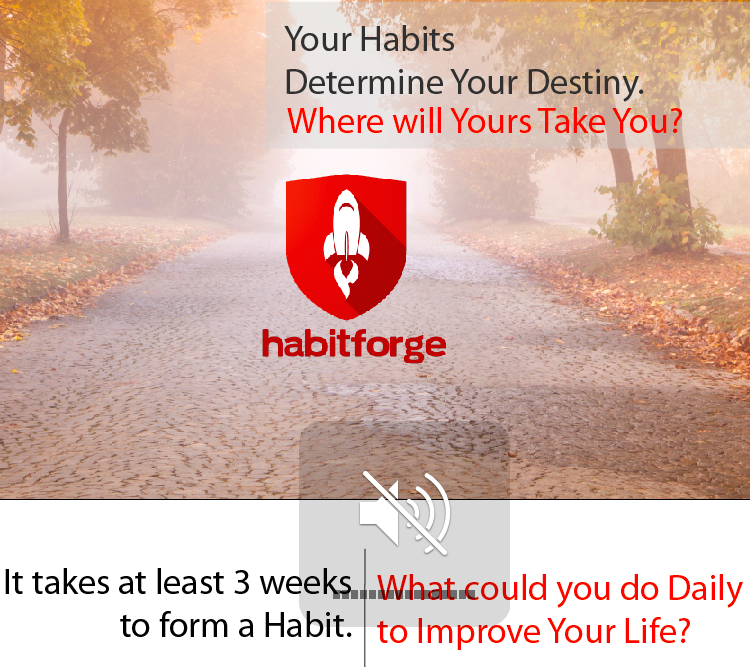 Your Habits
Determine Your Destiny.
Where will Yours Take You?
habitforge
It takes at least 3 weeks
to form a Habit.
What could you do Daily
to Improve Your Life?